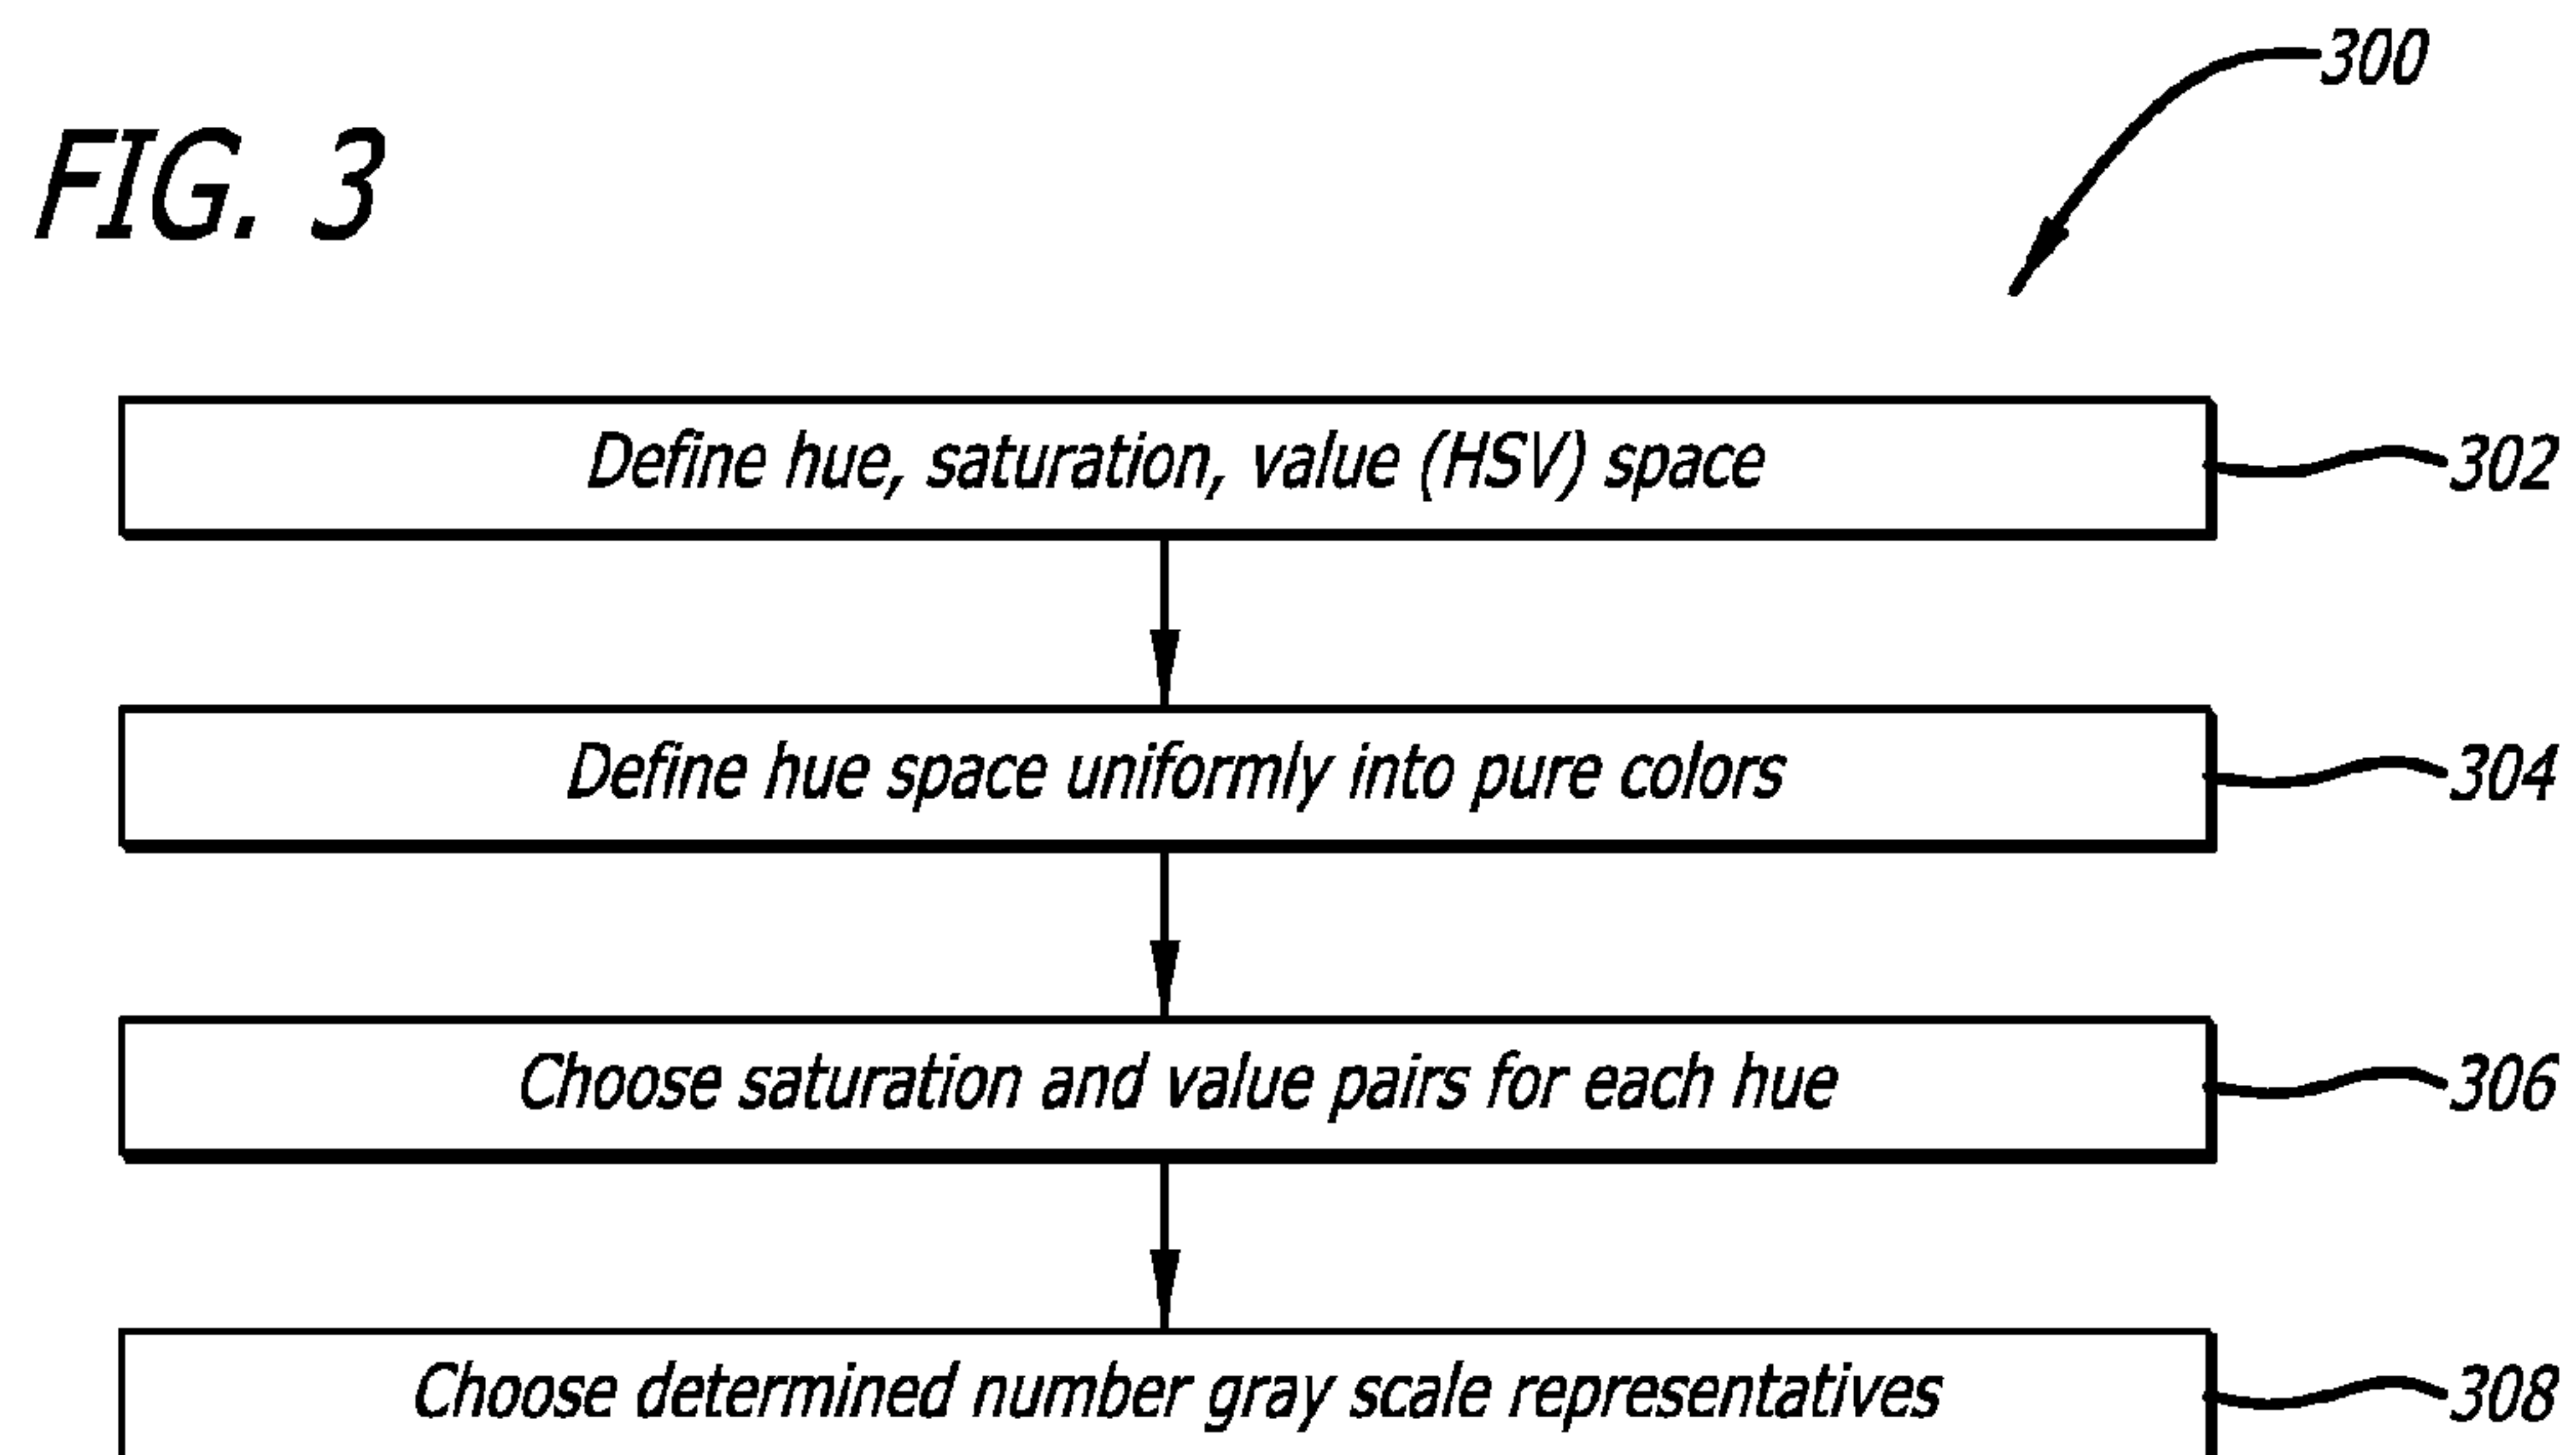 300
FIG. 3
Define hue, saturation, value (HSV) space
302
Define hue space uniformly into pure colors
304
Choose saturation and value pairs for each hue
306
Choose determined number gray scale representatives
308